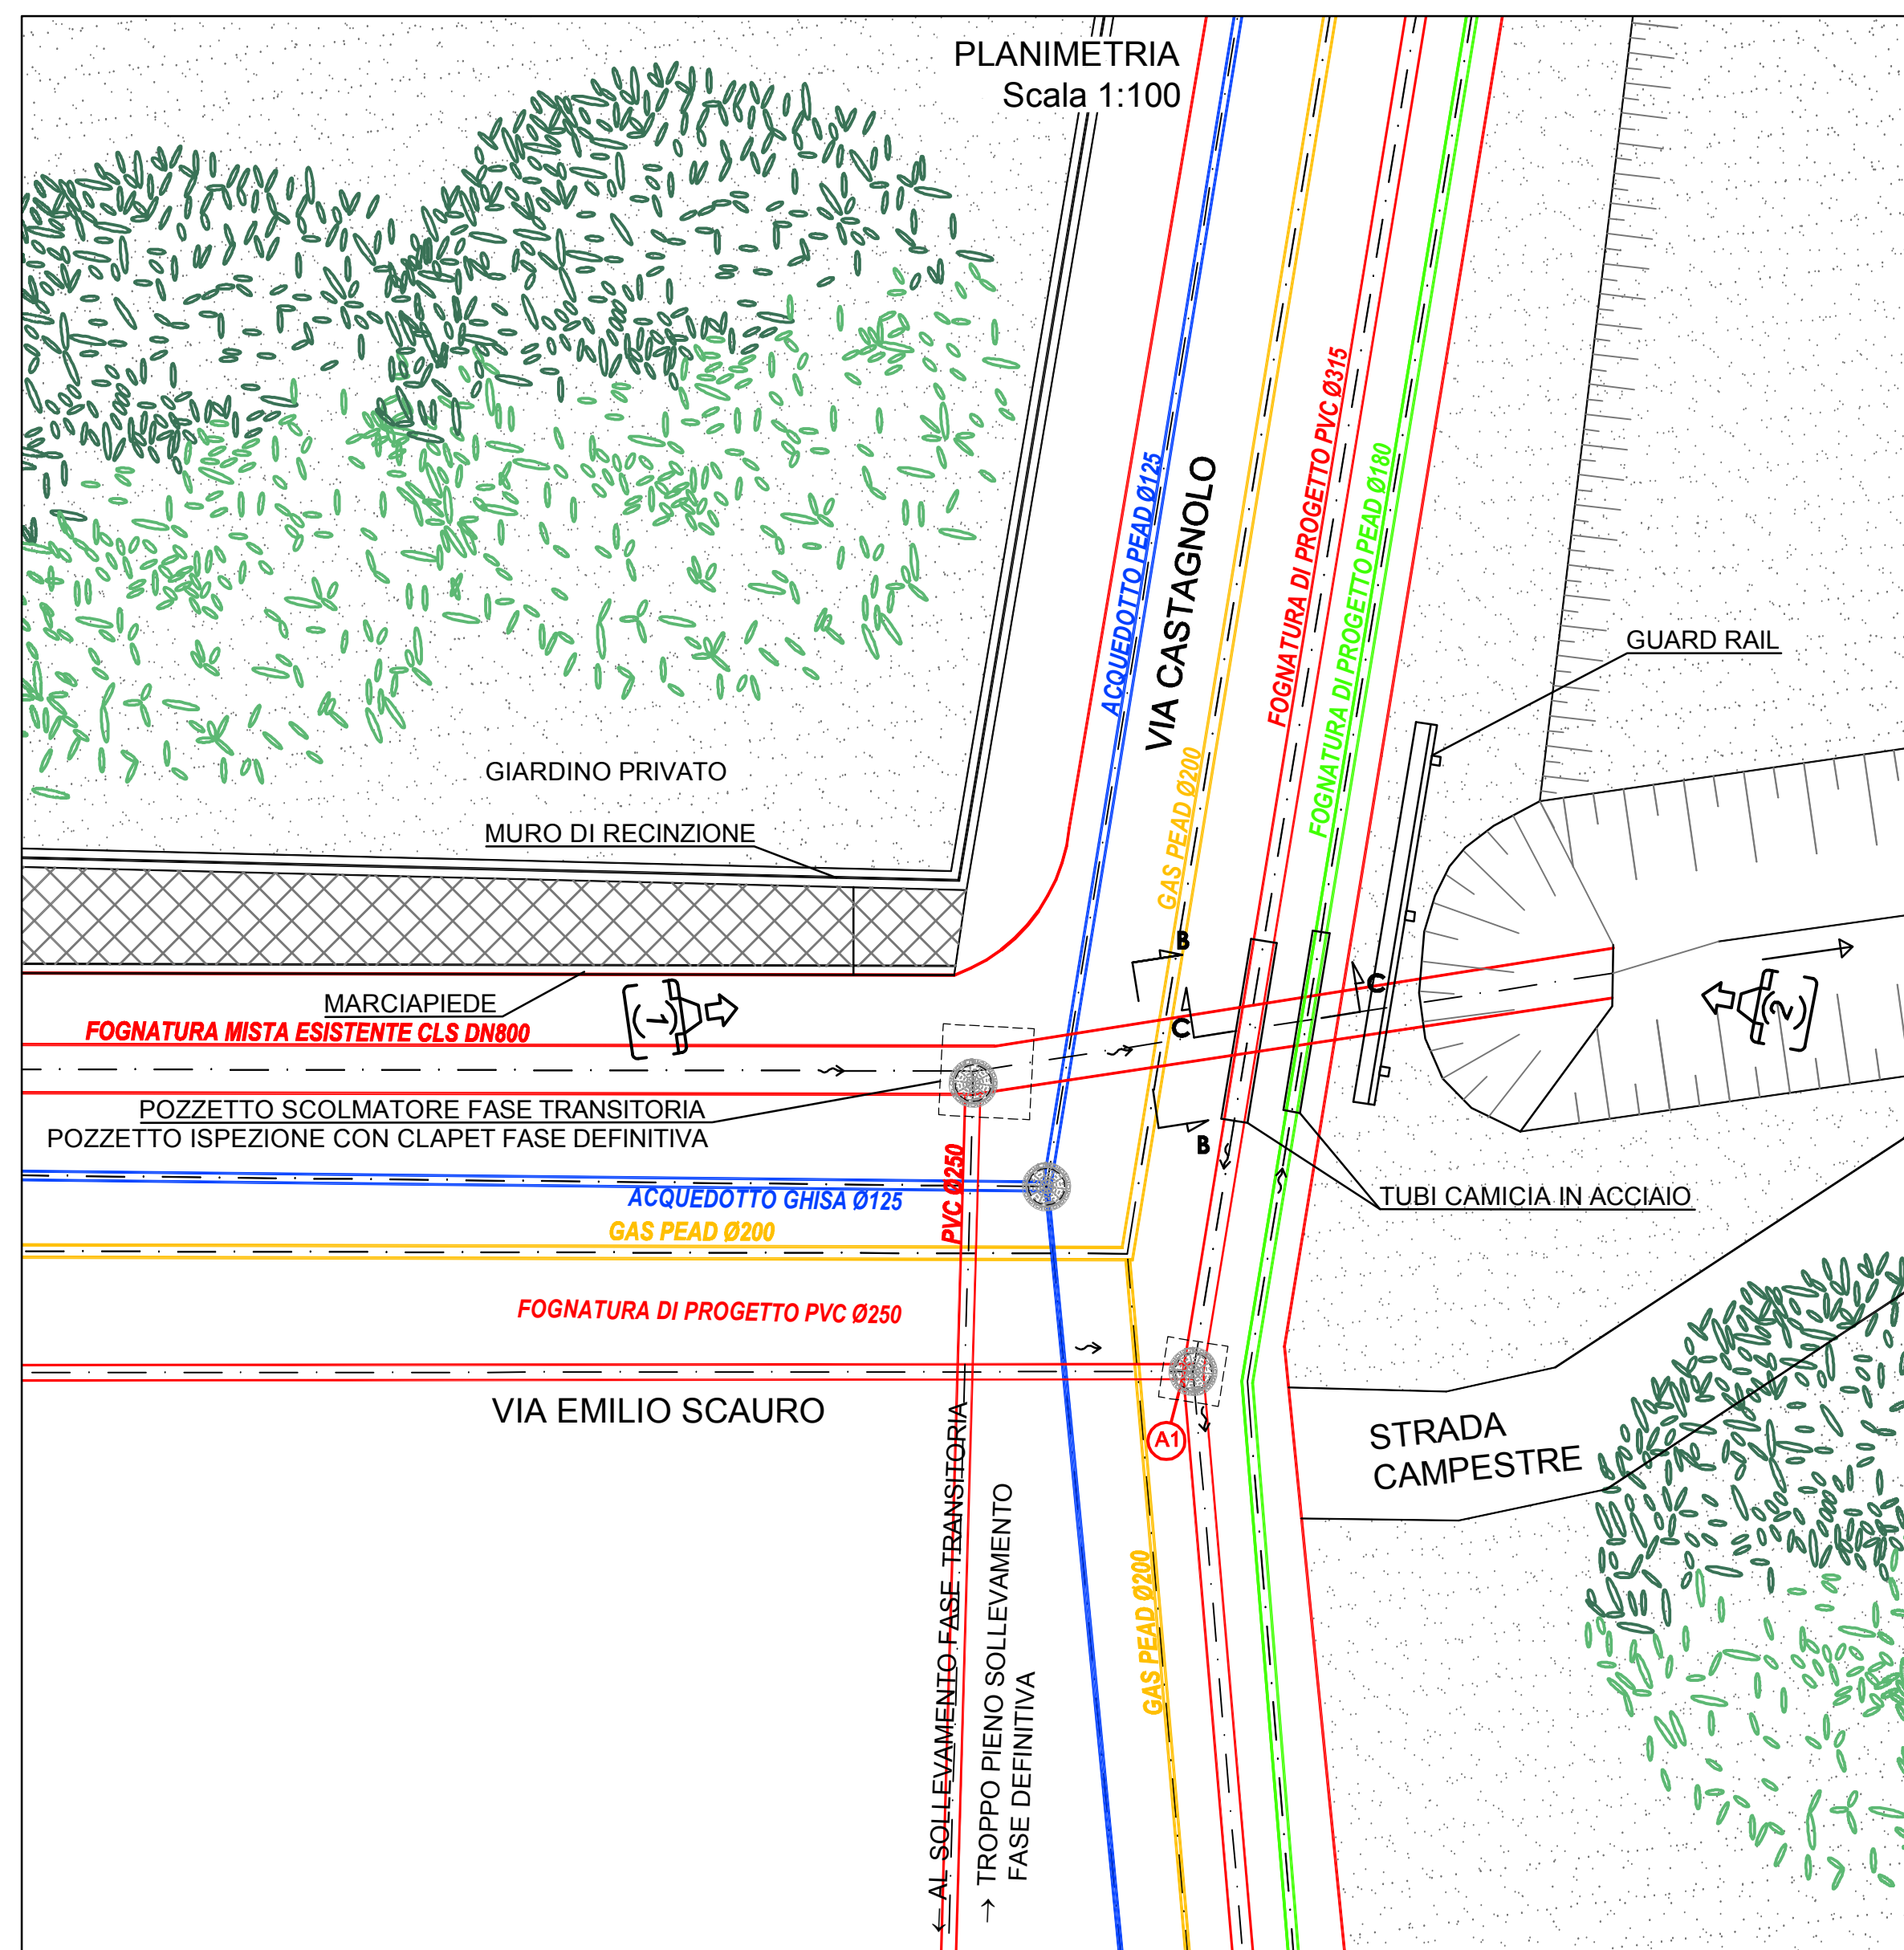 PLANIMETRIA
Scala 1:100
ACQUEDOTTO PEAD Ø125
VIA CASTAGNOLO
GAS PEAD Ø200
FOGNATURA DI PROGETTO PVC Ø315
FOGNATURA DI PROGETTO PEAD Ø180
GUARD RAIL
GIARDINO PRIVATO
MURO DI RECINZIONE
MARCIAPIEDE
FOGNATURA MISTA ESISTENTE CLS DN800
(1)
B
C
C
(2)
B
POZZETTO SCOLMATORE FASE TRANSITORIA
POZZETTO ISPEZIONE CON CLAPET FASE DEFINITIVA
PVC Ø250
ACQUEDOTTO GHISA Ø125
GAS PEAD Ø200
TUBI CAMICIA IN ACCIAIO
FOGNATURA DI PROGETTO PVC Ø250
VIA EMILIO SCAURO
A1
STRADA
CAMPESTRE
← AL SOLLEVAMENTO FASE TRANSITORIA
→ TROPPO PIENO SOLLEVAMENTO
FASE DEFINITIVA
GAS PEAD Ø200